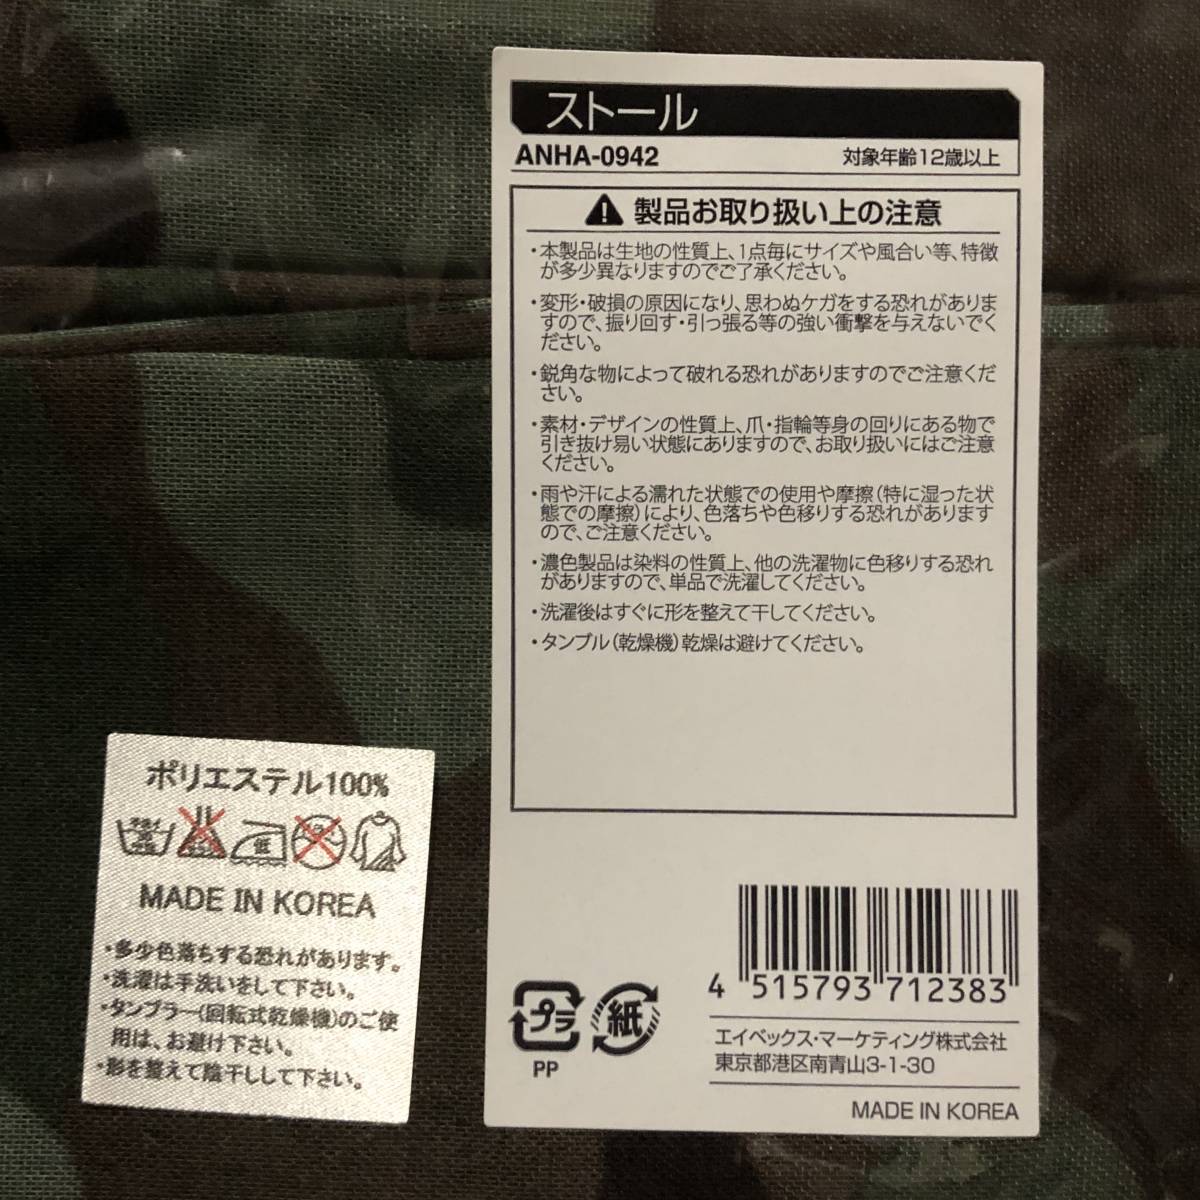 ストール
ANHA-0942
対象年齢12歳以上
製品お取り扱い上の注意
・本製品は生地の性質上、1点毎にサイズや風合い等、特徴
が多少異なりますのでご了承ください。
・変形・破損の原因になり、思わぬケガをする恐れがありま
すので、振り回す・引っ張る等の強い衝撃を与えないでく
ださい。
・鋭角な物によって破れる恐れがありますのでご注意くだ
さい。
・素材・デザインの性質上、爪・指輪等身の回りにある物で
引き抜け易い状態にありますので、お取り扱いにはご注意
ください。
・雨や汗による濡れた状態での使用や摩擦(特に湿った状
態での摩擦)により、色落ちや色移りする恐れがあります
ので、ご注意ください。
・濃色製品は染料の性質上、他の洗濯物に色移りする恐れ
がありますので、単品で洗濯してください。
・洗濯後はすぐに形を整えて干してください。
・タンブル(乾燥機)乾燥は避けてください。
4 515793 712383
プラ
PP
紙
エイベックス・マーケティング株式会社
東京都港区南青山3-1-30
MADE IN KOREA
ポリエステル100%
低
MADE IN KOREA
・多少色落ちする恐れがあります。
・洗濯は手洗いをして下さい。
・タンブラー(回転式乾燥機)のご使
用は、お避け下さい。
・形を整えて陰干しして下さい。